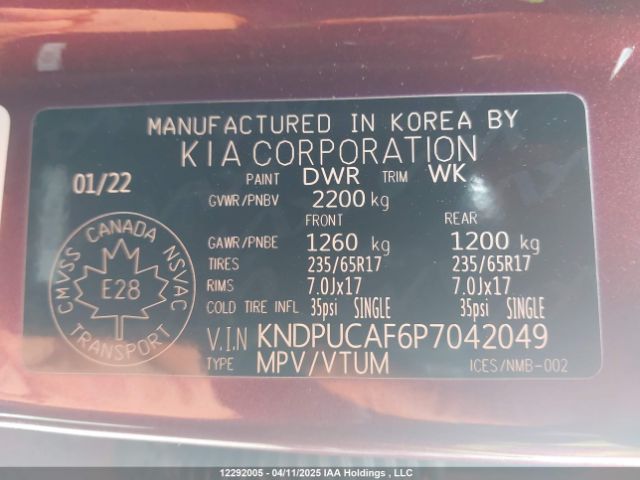 MANUFACTURED IN KOREA BY
KIA CORPORATION
01/22 PAINT DWR TRIM WK
GVWR/PNBV 2200 kg
FRONT REAR
GAWR/PNBE 1260 kg 1200 kg
TIRES 235/65R17 235/65R17
RIMS 7.0Jx17 7.0Jx17
COLD TIRE INFL 35psi SINGLE 35psi SINGLE
V.I.N KNDPUCAF6P7042049
TYPE MPV/VTUM ICES/NMB-002
CANADA
CMVSS NSVAC
E28
TRANSPORT
12292005 - 04/11/2025 IAA Holdings , LLC